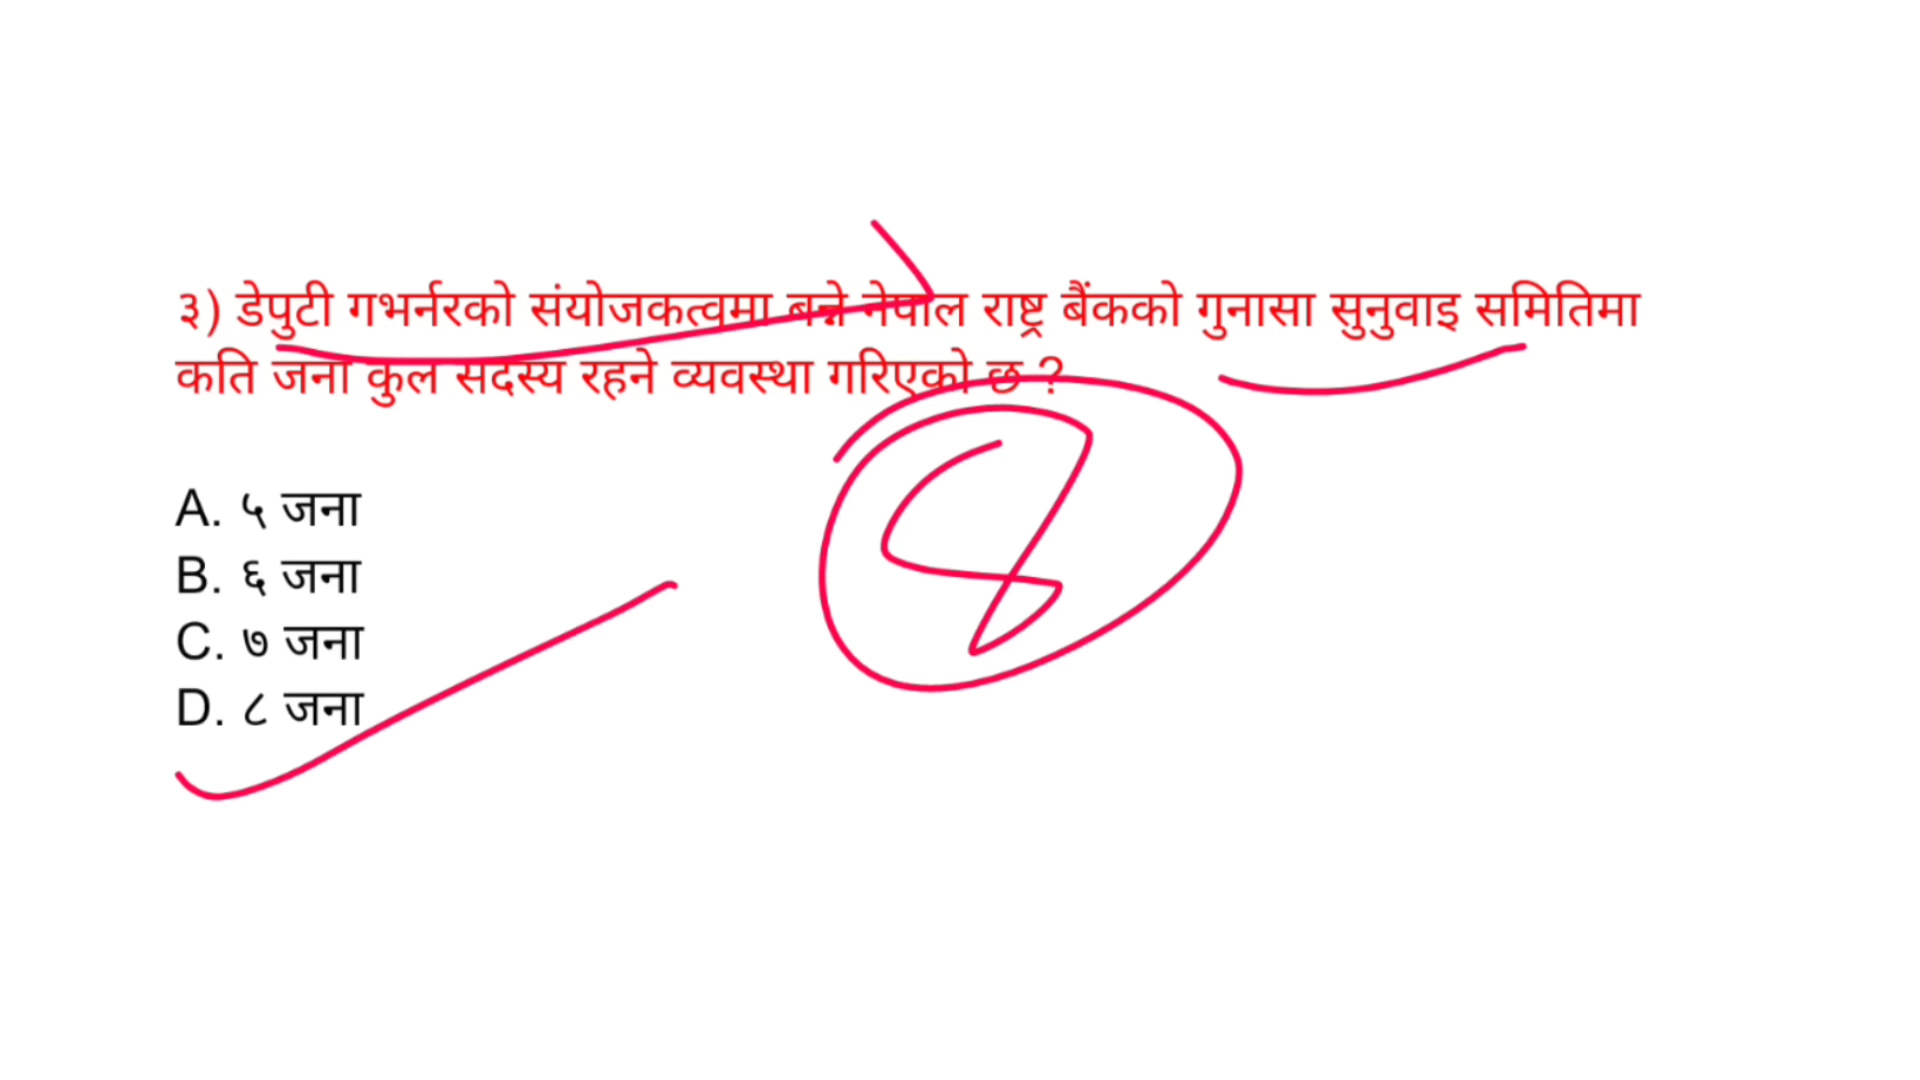 ३) डेपुटी गभर्नरको संयोजकत्वमा बन्ने नेपाल राष्ट्र बैंकको गुनासा सुनुवाइ समितिमा
कति जना कुल सदस्य रहने व्यवस्था गरिएको छ ?
8
A. ५ जना
B. ६ जना
C. ७ जना
D. ८ जना